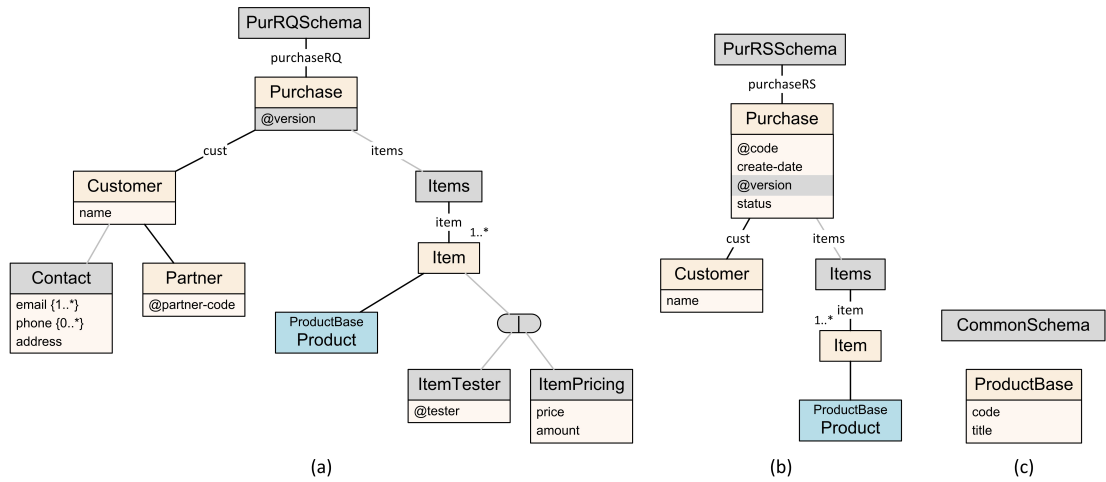 PurRQSchema
purchaseRQ
Purchase
@version
cust
items
Customer
name
Items
item
1..*
Item
Contact
email {1..*}
phone {0..*}
address
Partner
@partner-code
ProductBase
Product
|
ItemTester
@tester
ItemPricing
price
amount
(a)
PurRSSchema
purchaseRS
Purchase
@code
create-date
@version
status
cust
items
Customer
name
Items
item
1..*
Item
ProductBase
Product
(b)
CommonSchema
ProductBase
code
title
(c)